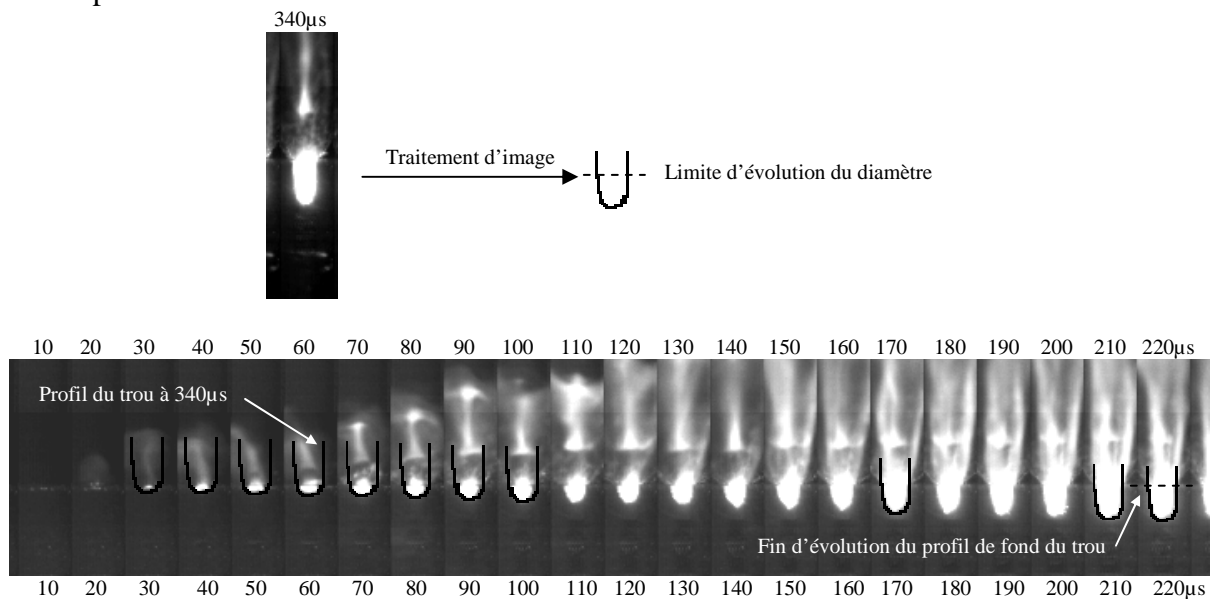 340µs
Traitement d'image
Limite d'évolution du diamètre
10 20 30 40 50 60 70 80 90 100 110 120 130 140 150 160 170 180 190 200 210 220µs
Profil du trou à 340µs
Fin d'évolution du profil de fond du trou
10 20 30 40 50 60 70 80 90 100 110 120 130 140 150 160 170 180 190 200 210 220µs